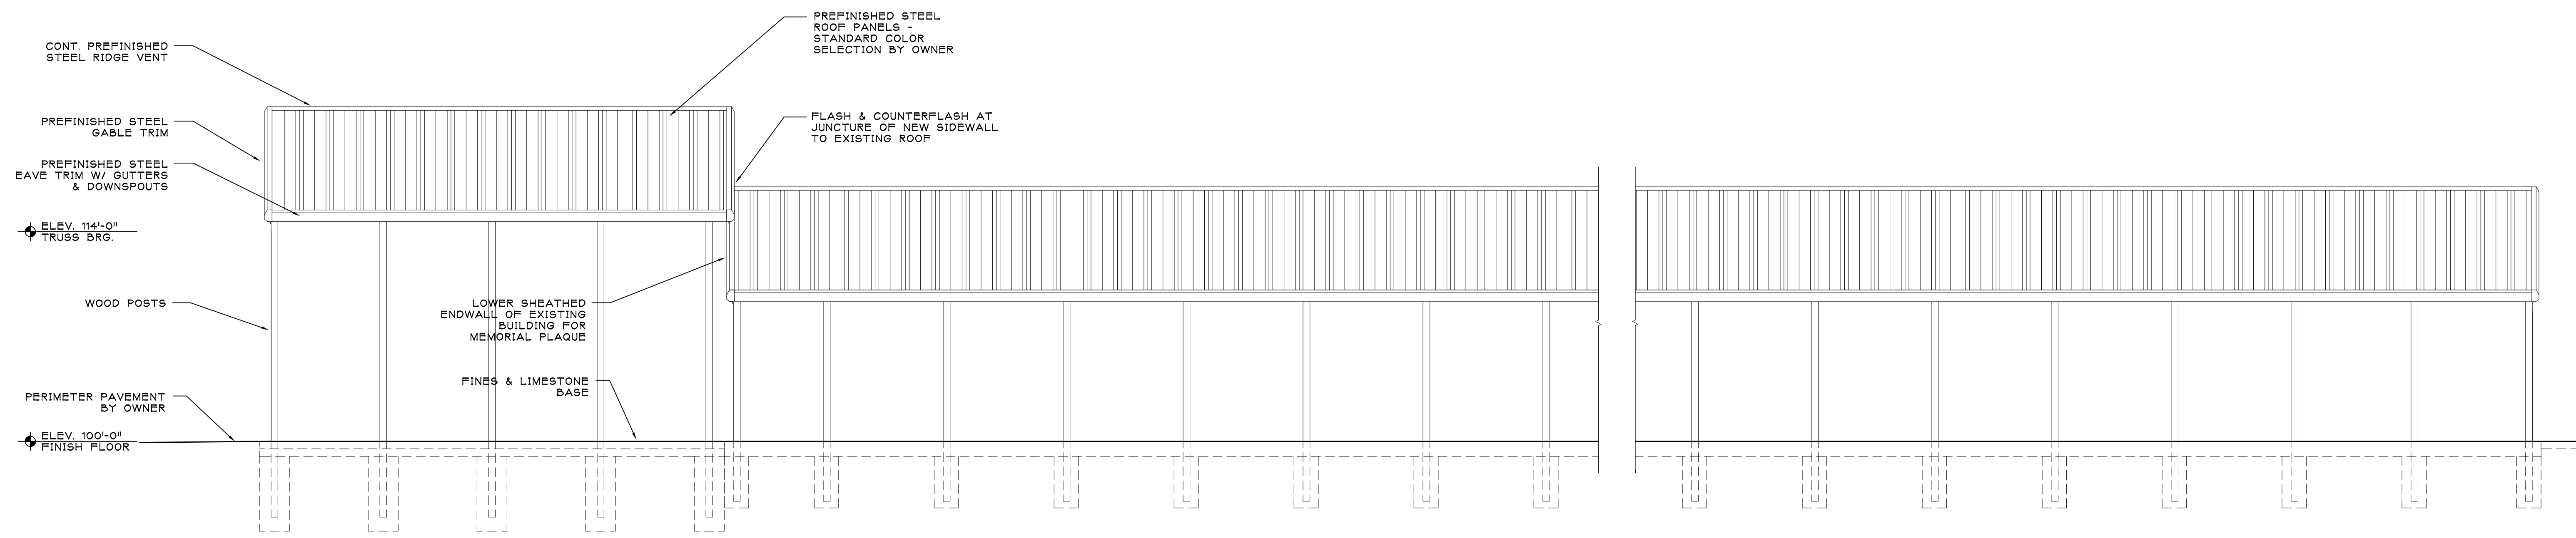 PREFINISHED STEEL
ROOF PANELS -
STANDARD COLOR
SELECTION BY OWNER
CONT. PREFINISHED
STEEL RIDGE VENT
FLASH & COUNTERFLASH AT
JUNCTURE OF NEW SIDEWALL
TO EXISTING ROOF
PREFINISHED STEEL
GABLE TRIM
PREFINISHED STEEL
EAVE TRIM W/ GUTTERS
& DOWNSPOUTS
ELEV. 114'-0"
TRUSS BRG.
WOOD POSTS
LOWER SHEATHED
ENDWALL OF EXISTING
BUILDING FOR
MEMORIAL PLAQUE
FINES & LIMESTONE
BASE
PERIMETER PAVEMENT
BY OWNER
ELEV. 100'-0"
FINISH FLOOR